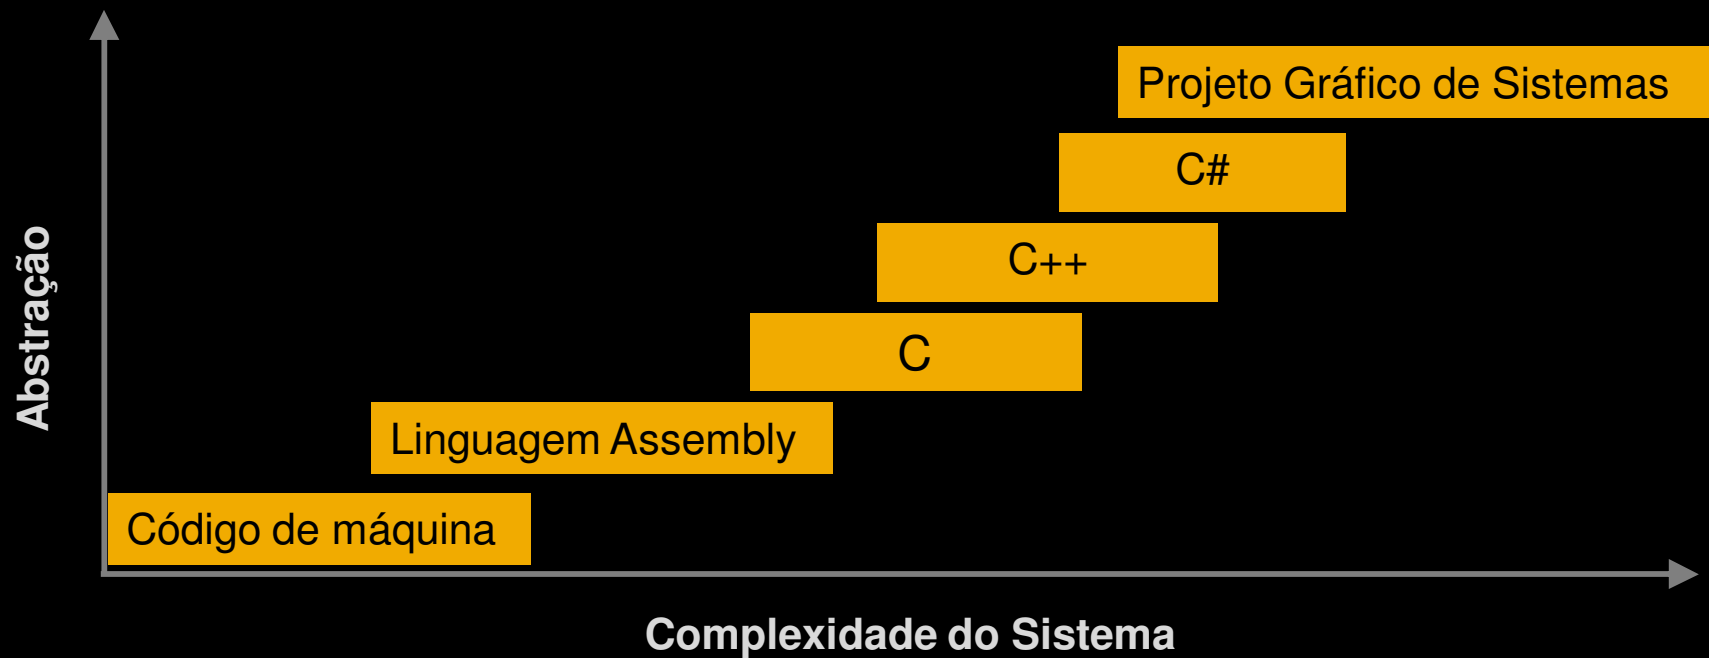 Projeto Gráfico de Sistemas
C#
C++
C
Linguagem Assembly
Código de máquina
Abstração
Complexidade do Sistema